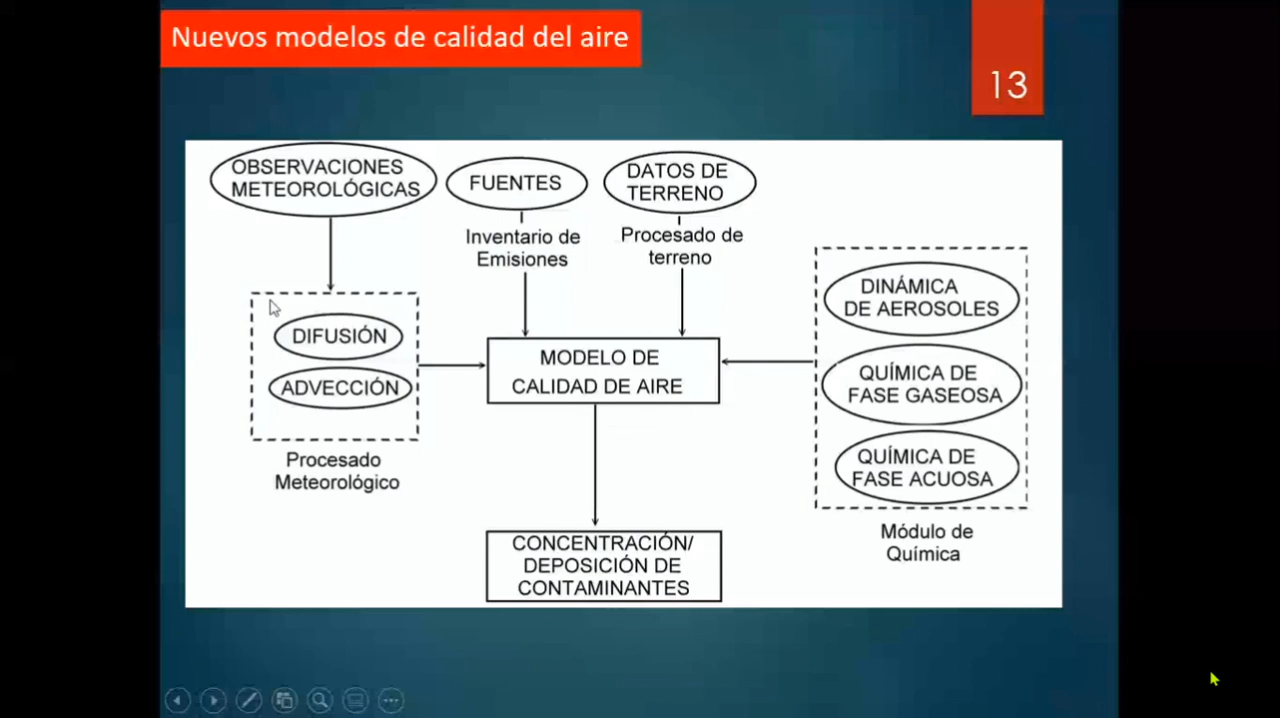 Nuevos modelos de calidad del aire
13
OBSERVACIONES
METEOROLÓGICAS
FUENTES
DATOS DE
TERRENO
Inventario de
Emisiones
Procesado de
terreno
DIFUSIÓN
ADVECCIÓN
Procesado
Meteorológico
MODELO DE
CALIDAD DE AIRE
DINÁMICA
DE AEROSOLES
QUÍMICA DE
FASE GASEOSA
QUÍMICA DE
FASE ACUOSA
Módulo de
Química
CONCENTRACIÓN/
DEPOSICIÓN DE
CONTAMINANTES